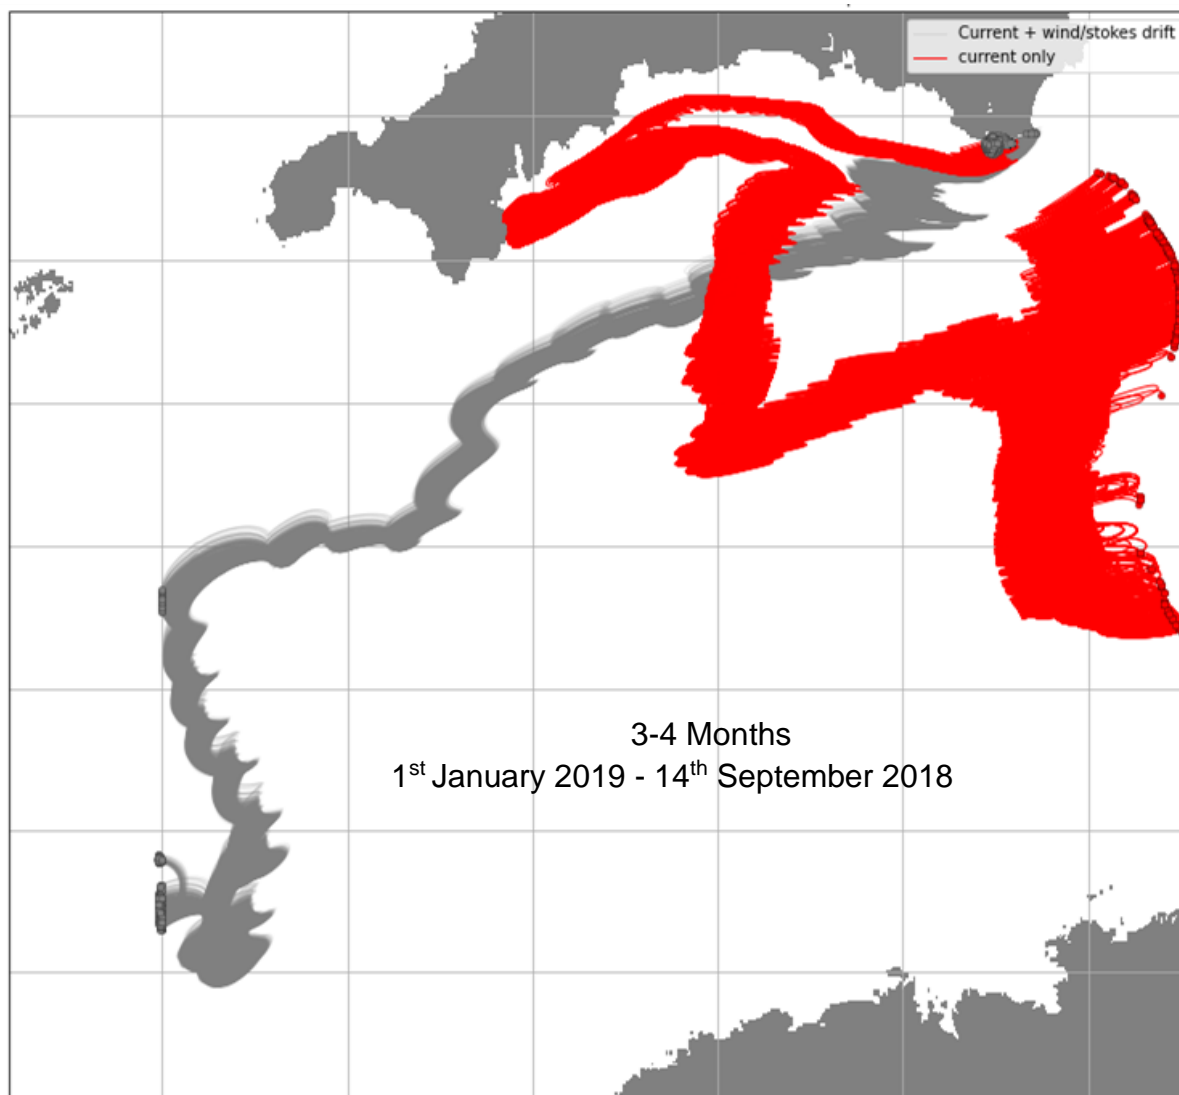 Current + wind/stokes drift
current only
3-4 Months
1st January 2019 - 14th September 2018